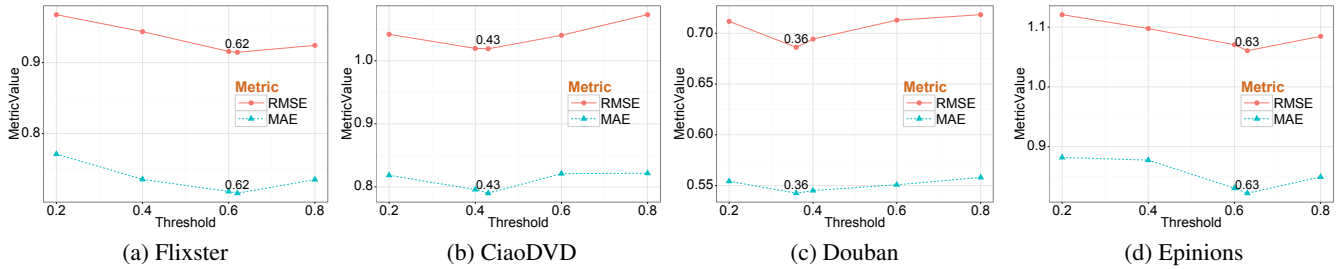 MetricValue
0.9
0.8
0.62
0.62
Metric
RMSE
MAE
0.2 0.4 0.6 0.8
Threshold
(a) Flixster
MetricValue
1.0
0.9
0.8
0.43
0.43
Metric
RMSE
MAE
0.2 0.4 0.6 0.8
Threshold
(b) CiaoDVD
MetricValue
0.70
0.65
0.60
0.55
0.36
0.36
Metric
RMSE
MAE
0.2 0.4 0.6 0.8
Threshold
(c) Douban
MetricValue
1.1
1.0
0.9
0.63
0.63
Metric
RMSE
MAE
0.2 0.4 0.6 0.8
Threshold
(d) Epinions